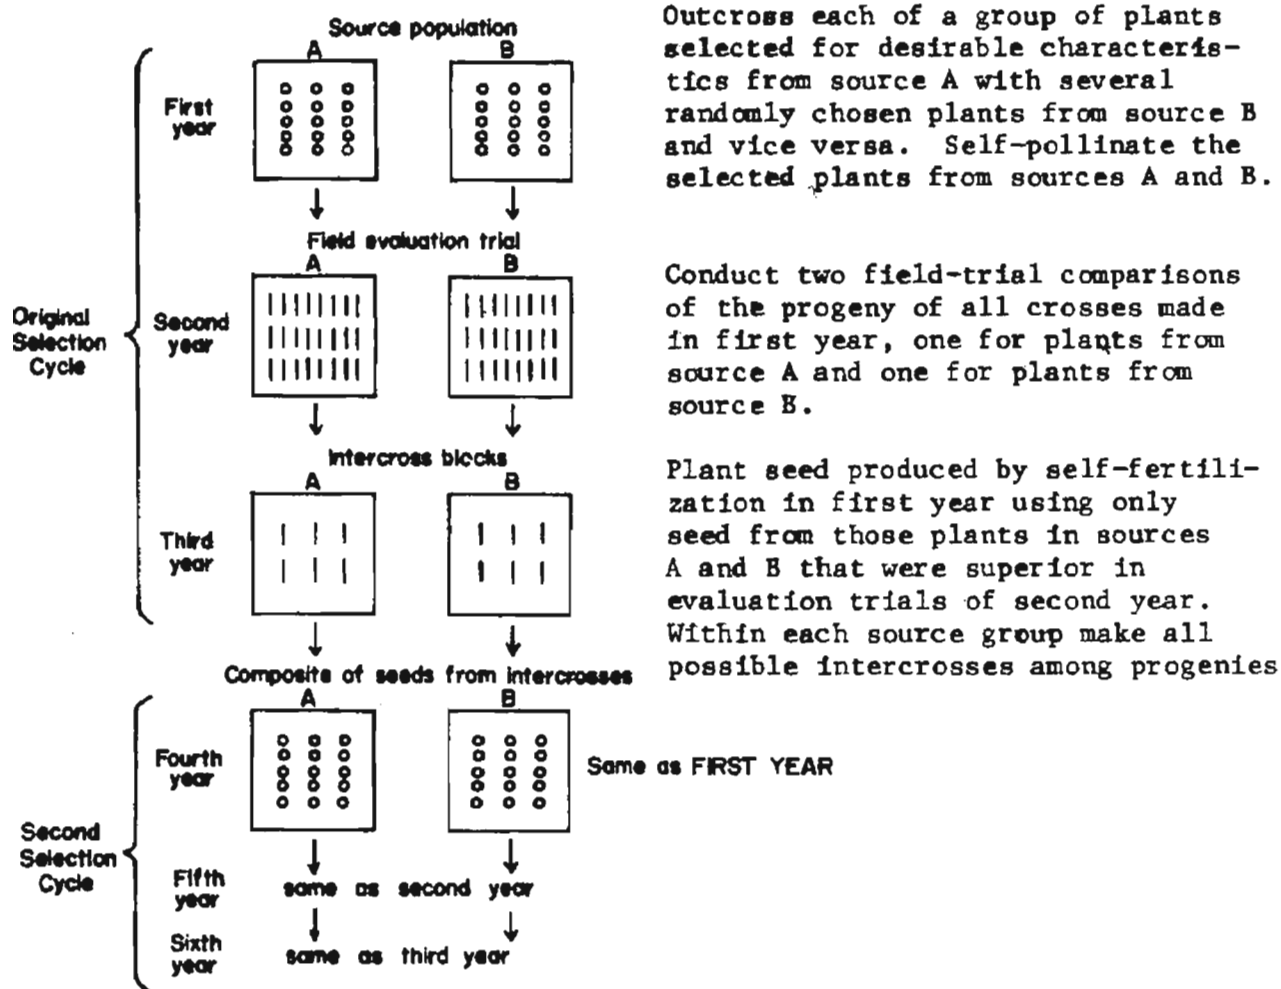 Source population
A B
First
year
Outcross each of a group of plants
selected for desirable characteris-
tics from source A with several
randomly chosen plants from source B
and vice versa. Self-pollinate the
selected plants from sources A and B.
Field evaluation trial
A B
Original
Selection
Cycle
Second
year
Conduct two field-trial comparisons
of the progeny of all crosses made
in first year, one for plants from
source A and one for plants from
source B.
Intercross blocks
A B
Third
year
Plant seed produced by self-fertili-
zation in first year using only
seed from those plants in sources
A and B that were superior in
evaluation trials of second year.
Within each source group make all
possible intercrosses among progenies
Composite of seeds from intercrosses
A B
Fourth
year
Same as FIRST YEAR
Second
Selection
Cycle
Fifth
year
same as second year
Sixth
year
same as third year